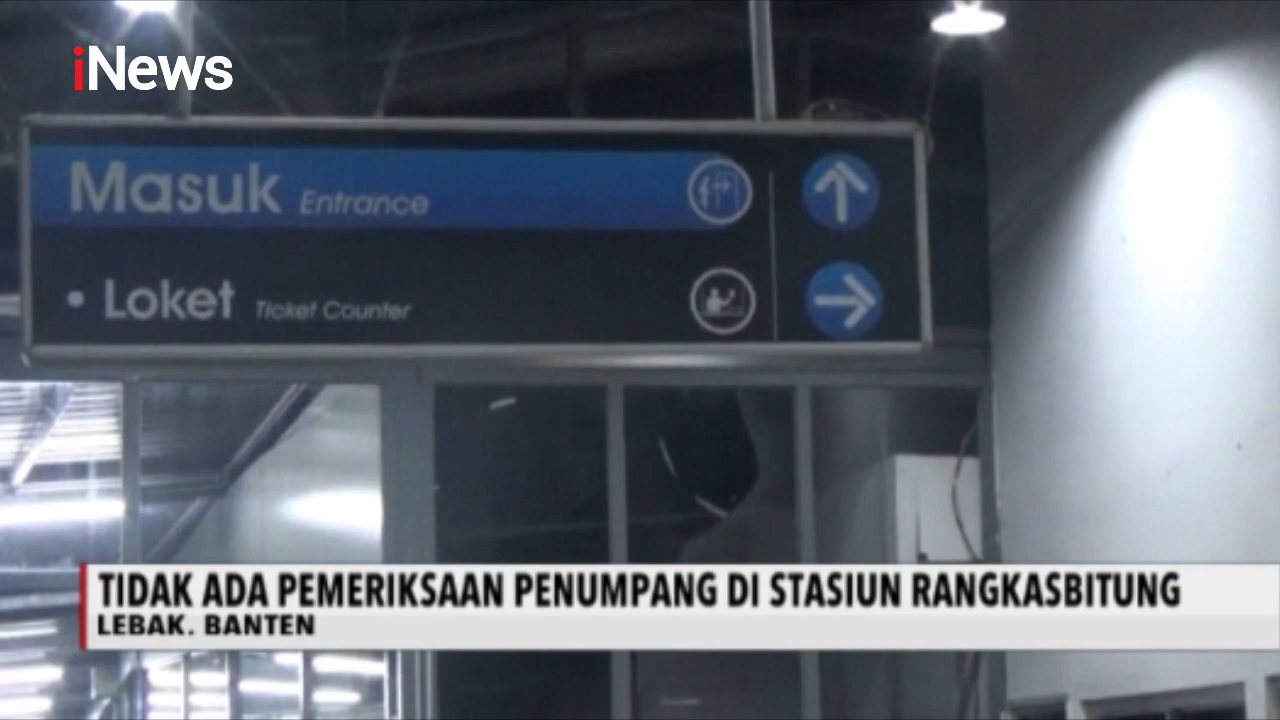 iNews
Masuk Entrance
• Loket Ticket Counter
TIDAK ADA PEMERIKSAAN PENUMPANG DI STASIUN RANGKASBITUNG
LEBAK. BANTEN